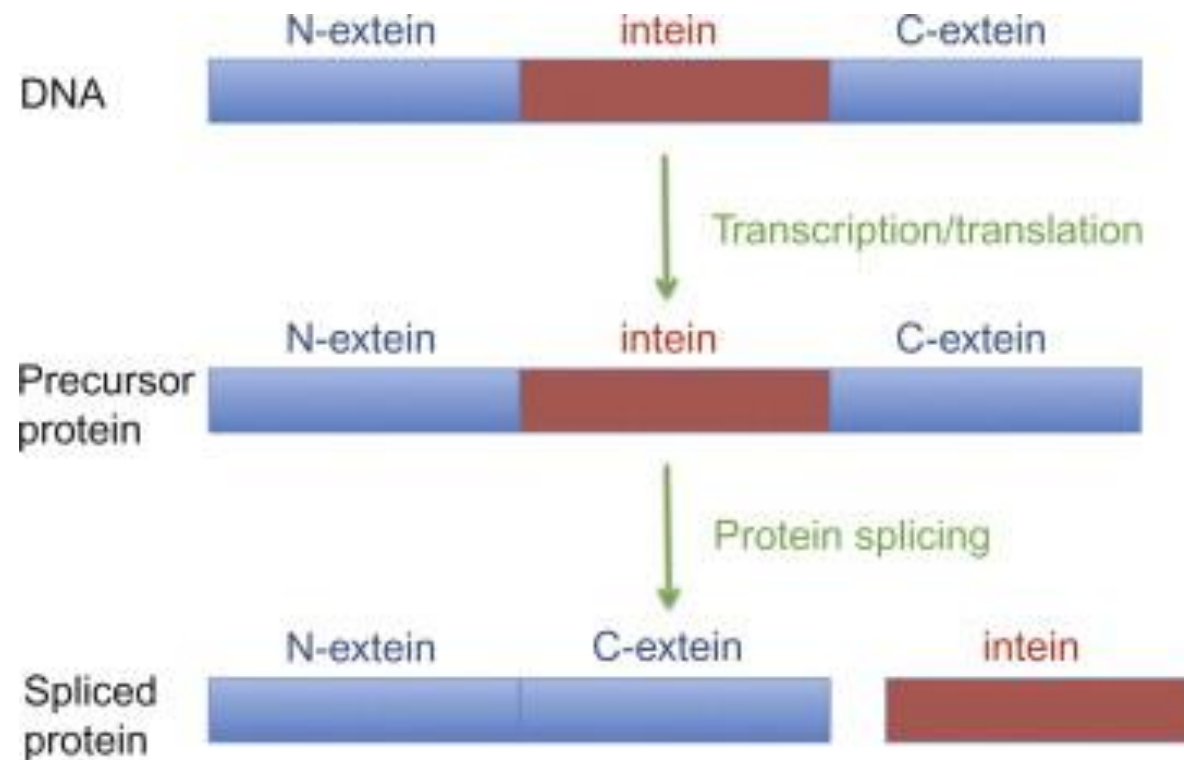 N-extein intein C-extein
DNA
Transcription/translation
N-extein intein C-extein
Precursor
protein
Protein splicing
N-extein C-extein intein
Spliced
protein